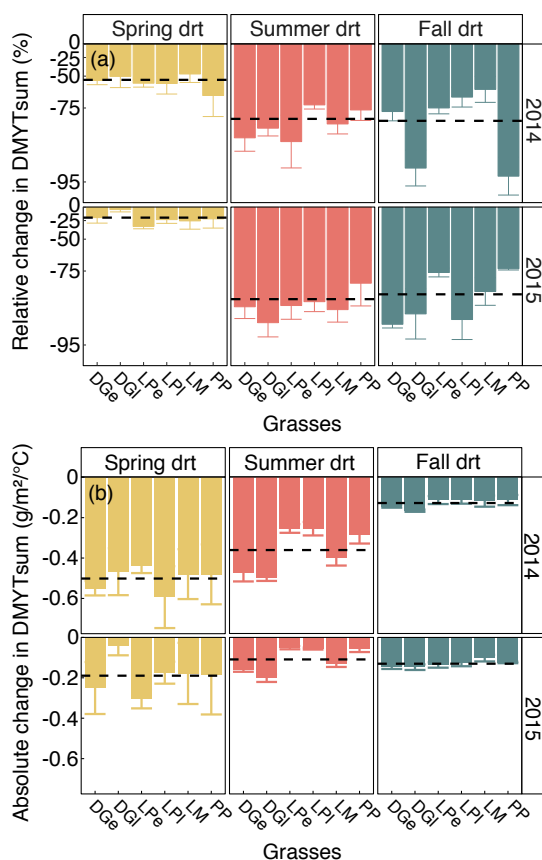 Spring drt Summer drt Fall drt
(a)
Relative change in DMYTsum (%)
0
-25
-50
-75
-95
2014
0
-25
-50
-75
-95
2015
DGe DGl LPe LPl LM PP DGe DGl LPe LPl LM PP DGe DGl LPe LPl LM PP
Grasses
Spring drt Summer drt Fall drt
(b)
Absolute change in DMYTsum (g/m²/°C)
0
-0.2
-0.4
-0.6
2014
0
-0.2
-0.4
-0.6
2015
DGe DGl LPe LPl LM PP DGe DGl LPe LPl LM PP DGe DGl LPe LPl LM PP
Grasses